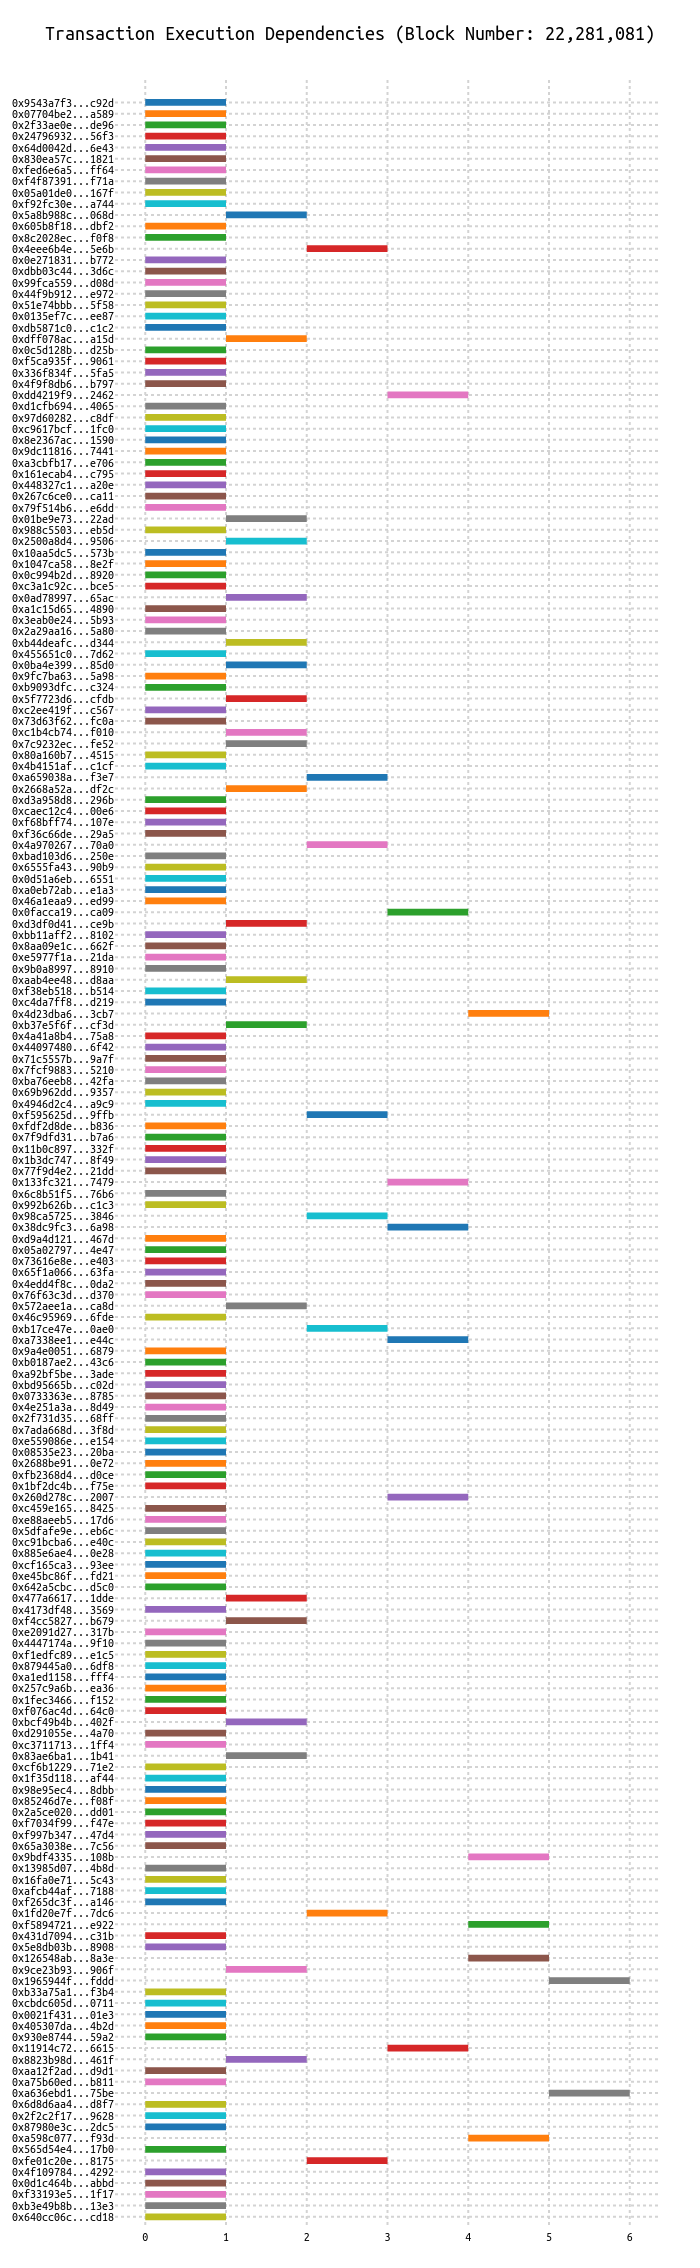 Transaction Execution Dependencies (Block Number: 22,281,081)
0x9543a7f3...c92d
0x07704be2...a589
0x2f33ae0e...de96
0x24796932...56f3
0x64d0042d...6e43
0x830ea57c...1821
0xfed6e6a5...ff64
0xf4f87391...f71a
0x05a01de0...167f
0xf92fc30e...a744
0x5a8b988c...068d
0x605b8f18...dbf2
0x8c2028ec...f0f8
0x4eee6b4e...5e6b
0x0e271831...b772
0xdbb03c44...3d6c
0x99fca559...d08d
0x44f9b912...e972
0x51e74bbb...5f58
0x0135ef7c...ee87
0xdb5871c0...c1c2
0xdff078ac...a15d
0x0c5d128b...d25b
0xf5ca935f...9061
0x336f834f...5fa5
0x4f9f8db6...b797
0xdd4219f9...2462
0xd1cfb694...4065
0x97d60282...c8df
0xc9617bcf...1fc0
0x8e2367ac...1590
0x9dc11816...7441
0xa3cbfb17...e706
0x161ecab4...c795
0x448327c1...a20e
0x267c6ce0...ca11
0x79f514b6...e6dd
0x01be9e73...22ad
0x988c5503...eb5d
0x2500a8d4...9506
0x10aa5dc5...573b
0x1047ca58...8e2f
0x0c994b2d...8920
0xc3a1c92c...bce5
0x0ad78997...65ac
0xa1c15d65...4890
0x3eab0e24...5b93
0x2a29aa16...5a80
0xb44deafc...d344
0x455651c0...7d62
0x0ba4e399...85d0
0x9fc7ba63...5a98
0xb9093dfc...c324
0x5f7723d6...cfdb
0xc2ee419f...c567
0x73d63f62...fc0a
0xc1b4cb74...f010
0x7c9232ec...fe52
0x80a160b7...4515
0x4b4151af...c1cf
0xa659038a...f3e7
0x2668a52a...df2c
0xd3a958d8...296b
0xcaec12c4...00e6
0xf68bff74...107e
0xf36c66de...29a5
0x4a970267...70a0
0xbad103d6...250e
0x6555fa43...90b9
0x0d51a6eb...6551
0xa0eb72ab...e1a3
0x46a1eaa9...ed99
0x0facca19...ca09
0xd3df0d41...ce9b
0xbb11aff2...8102
0x8aa09e1c...662f
0xe5977f1a...21da
0x9b0a8997...8910
0xaab4ee48...d8aa
0xf38eb518...b514
0xc4da7ff8...d219
0x4d23dba6...3cb7
0xb37e5f6f...cf3d
0x4a41a8b4...75a8
0x44097480...6f42
0x71c5557b...9a7f
0x7fcf9883...5210
0xba76eeb8...42fa
0x69b962dd...9357
0x4946d2c4...a9c9
0xf595625d...9ffb
0xfdf2d8de...b836
0x7f9dfd31...b7a6
0x11b0c897...332f
0x1b3dc747...8f49
0x77f9d4e2...21dd
0x133fc321...7479
0x6c8b51f5...76b6
0x992b626b...c1c3
0x98ca5725...3846
0x38dc9fc3...6a98
0xd9a4d121...467d
0x05a02797...4e47
0x73616e8e...e403
0x65f1a066...63fa
0x4edd4f8c...0da2
0x76f63c3d...d370
0x572aee1a...ca8d
0x46c95969...6fde
0xb17ce47e...0ae0
0xa7338ee1...e44c
0x9a4e0051...6879
0xb0187ae2...43c6
0xa92bf5be...3ade
0xbd95665b...c02d
0x0733363e...8785
0x4e251a3a...8d49
0x2f731d35...68ff
0x7ada668d...3f8d
0xe559086e...e154
0x08535e23...20ba
0x2688be91...0e72
0xfb2368d4...d0ce
0x1bf2dc4b...f75e
0x260d278c...2007
0xc459e165...8425
0xe88aeeb5...17d6
0x5dfafe9e...eb6c
0xc91bcba6...e40c
0x885e6ae4...0e28
0xcf165ca3...93ee
0xe45bc86f...fd21
0x642a5cbc...d5c0
0x477a6617...1dde
0x4173df48...3569
0xf4cc5827...b679
0xe2091d27...317b
0x4447174a...9f10
0xf1edfc89...e1c5
0x879445a0...6df8
0xa1ed1158...fff4
0x257c9a6b...ea36
0x1fec3466...f152
0xf076ac4d...64c0
0xbcf49b4b...402f
0xd291055e...4a70
0xc3711713...1ff4
0x83ae6ba1...1b41
0xcf6b1229...71e2
0x1f35d118...af44
0x98e95ec4...8dbb
0x85246d7e...f08f
0x2a5ce020...dd01
0xf7034f99...f47e
0xf997b347...47d4
0x65a3038e...7c56
0x9bdf4335...108b
0x13985d07...4b8d
0x16fa0e71...5c43
0xafcb44af...7188
0xf265dc3f...a146
0x1fd20e7f...7dc6
0xf5894721...e922
0x431d7094...c31b
0x5e8db03b...8908
0x126548ab...8a3e
0x9ce23b93...906f
0x1965944f...fddd
0xb33a75a1...f3b4
0xcbdc605d...0711
0x0021f431...01e3
0x405307da...4b2d
0x930e8744...59a2
0x11914c72...6615
0x8823b98d...461f
0xaa12f2ad...d9d1
0xa75b60ed...b811
0xa636ebd1...75be
0x6d8d6aa4...d8f7
0x2f2c2f17...9628
0x87980e3c...2dc5
0xa598c077...f93d
0x565d54e4...17b0
0xfe01c20e...8175
0x4f109784...4292
0x0d1c464b...abbd
0xf33193e5...1f17
0xb3e49b8b...13e3
0x640cc06c...cd18
0 1 2 3 4 5 6